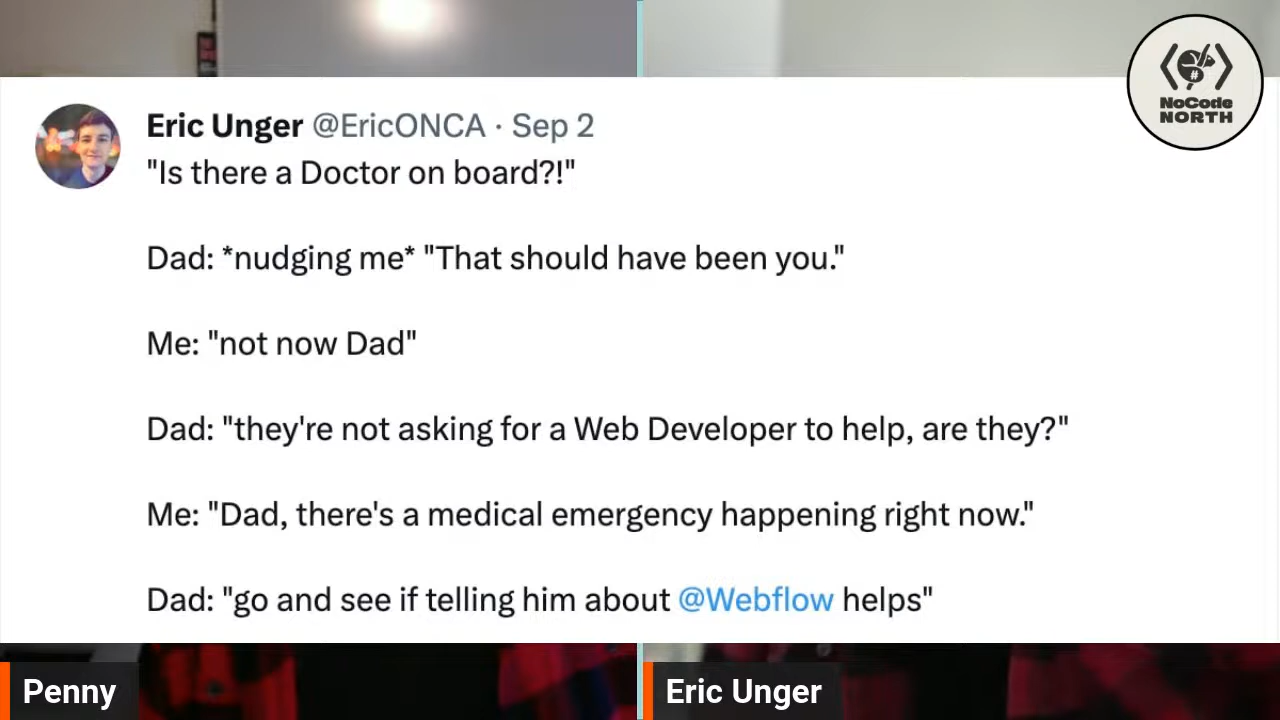 NoCode
NORTH
Eric Unger @EricONCA · Sep 2
"Is there a Doctor on board?!"
Dad: *nudging me* "That should have been you."
Me: "not now Dad"
Dad: "they're not asking for a Web Developer to help, are they?"
Me: "Dad, there's a medical emergency happening right now."
Dad: "go and see if telling him about @Webflow helps"
Penny
Eric Unger